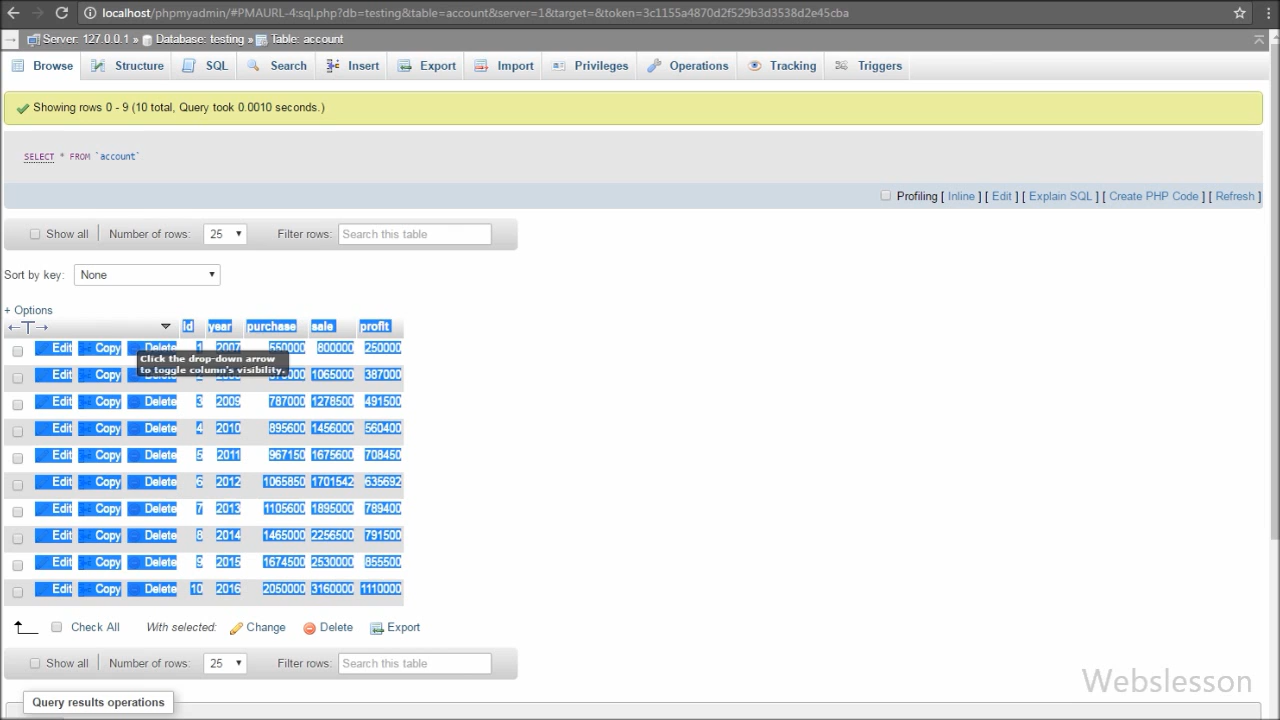 localhost/phpmyadmin/#PMAURL-4:sql.php?db=testing&table=account&server=1&target=&token=3c1155a4870d2f529b3d3538d2e45cba
Server: 127.0.0.1 » Database: testing » Table: account
Browse Structure SQL Search Insert Export Import Privileges Operations Tracking Triggers
Showing rows 0 - 9 (10 total, Query took 0.0010 seconds.)
SELECT * FROM `account`
Profiling [ Inline ] [ Edit ] [ Explain SQL ] [ Create PHP Code ] [ Refresh ]
Show all Number of rows: 25 Filter rows: Search this table
Sort by key: None
+ Options
Id year purchase sale profit
Edit Copy Delete 1 2007 550000 800000 250000
Click the drop-down arrow
to toggle column's visibility.
1065000 387000
Edit Copy Delete 3 2009 787000 1278500 491500
Edit Copy Delete 4 2010 895600 1456000 560400
Edit Copy Delete 5 2011 967150 1675600 708450
Edit Copy Delete 6 2012 1065850 1701542 635692
Edit Copy Delete 7 2013 1105600 1895000 789400
Edit Copy Delete 8 2014 1465000 2256500 791500
Edit Copy Delete 9 2015 1674500 2530000 855500
Edit Copy Delete 10 2016 2050000 3160000 1110000
Check All With selected: Change Delete Export
Show all Number of rows: 25 Filter rows: Search this table
Webslesson
Query results operations